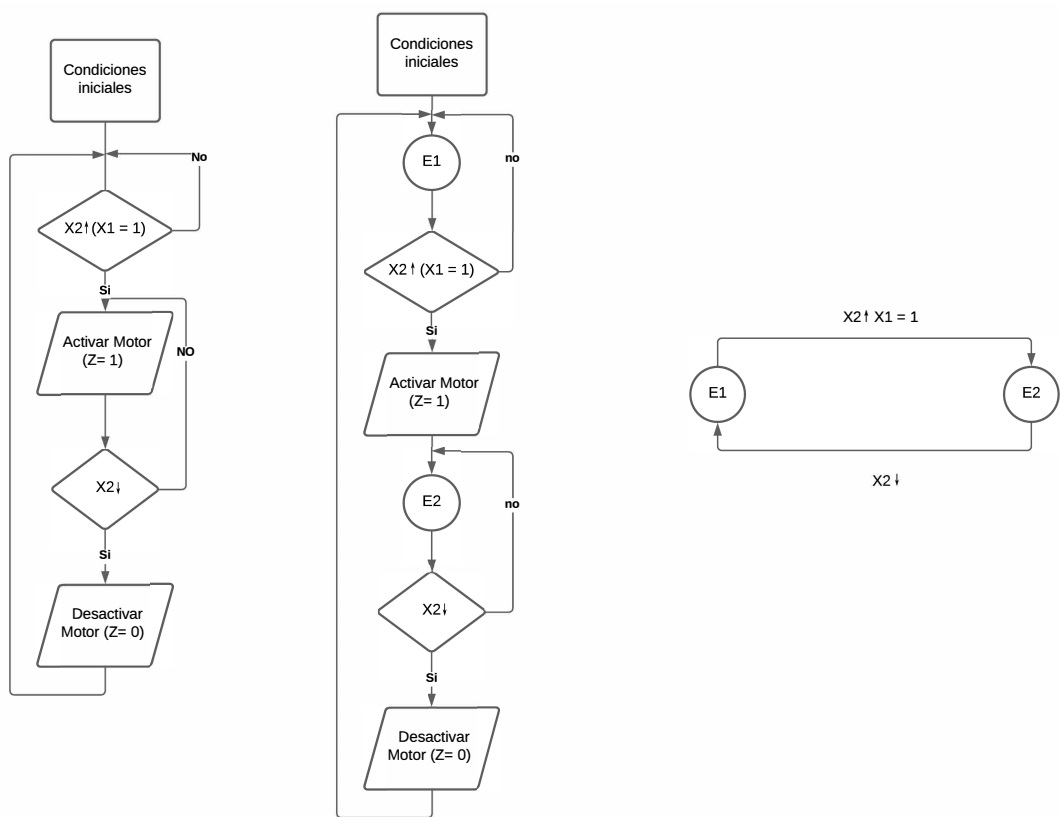 Condiciones
iniciales
No
X2↑(X1 = 1)
Si
Activar Motor
(Z= 1)
NO
X2↓
Si
Desactivar
Motor (Z= 0)
Condiciones
iniciales
E1
no
X2↑(X1 = 1)
Si
Activar Motor
(Z= 1)
E2
no
X2↓
Si
Desactivar
Motor (Z= 0)
X2↑ X1 = 1
E1
E2
X2↓